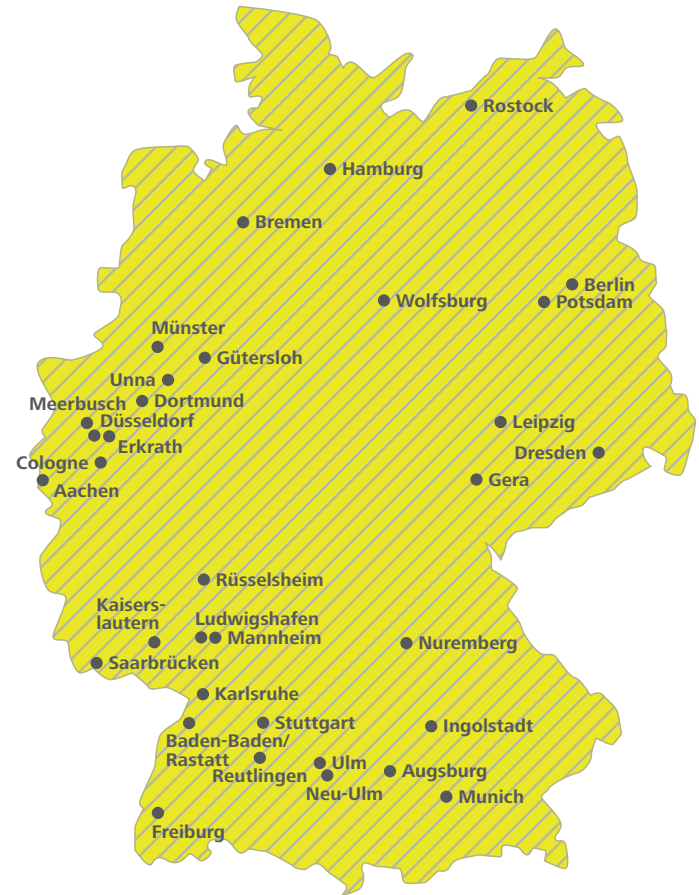 Rostock
Hamburg
Bremen
Berlin
Wolfsburg
Potsdam
Münster
Gütersloh
Unna
Dortmund
Meerbusch
Düsseldorf
Erkrath
Leipzig
Dresden
Cologne
Aachen
Gera
Rüsselsheim
Kaisers-
lautern
Ludwigshafen
Mannheim
Nuremberg
Saarbrücken
Karlsruhe
Stuttgart
Ingolstadt
Baden-Baden/
Rastatt
Reutlingen
Ulm
Neu-Ulm
Augsburg
Munich
Freiburg